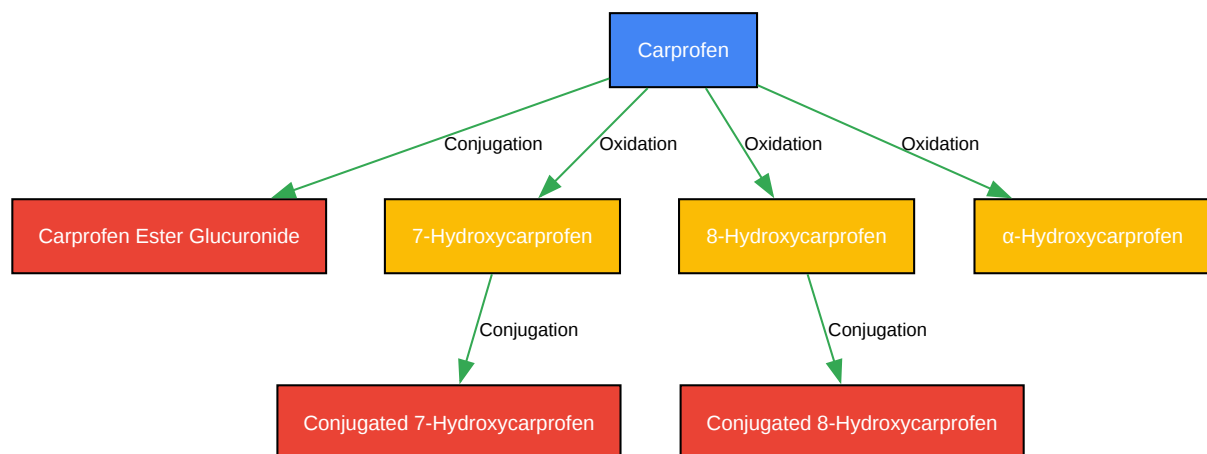 Carprofen
Conjugation
Oxidation
Oxidation
Oxidation
Carprofen Ester Glucuronide
7-Hydroxycarprofen
8-Hydroxycarprofen
α-Hydroxycarprofen
Conjugation
Conjugation
Conjugated 7-Hydroxycarprofen
Conjugated 8-Hydroxycarprofen